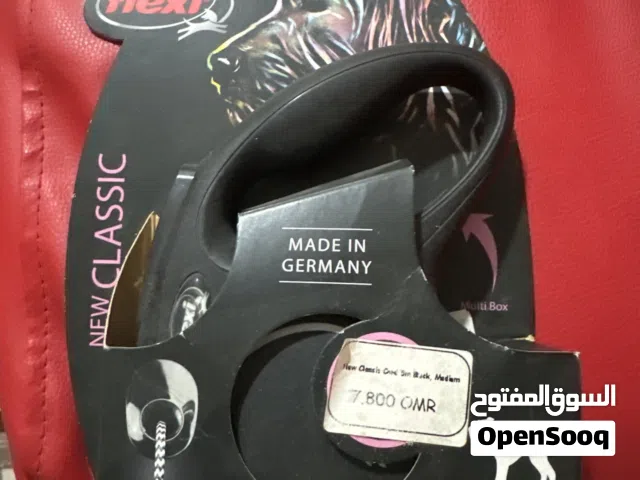 flexi
NEW CLASSIC
MADE IN
GERMANY
Multi Box
flexi
New Classic Cord 5m Black, Medium
7.800 OMR
السوق المفتوح
OpenSooq